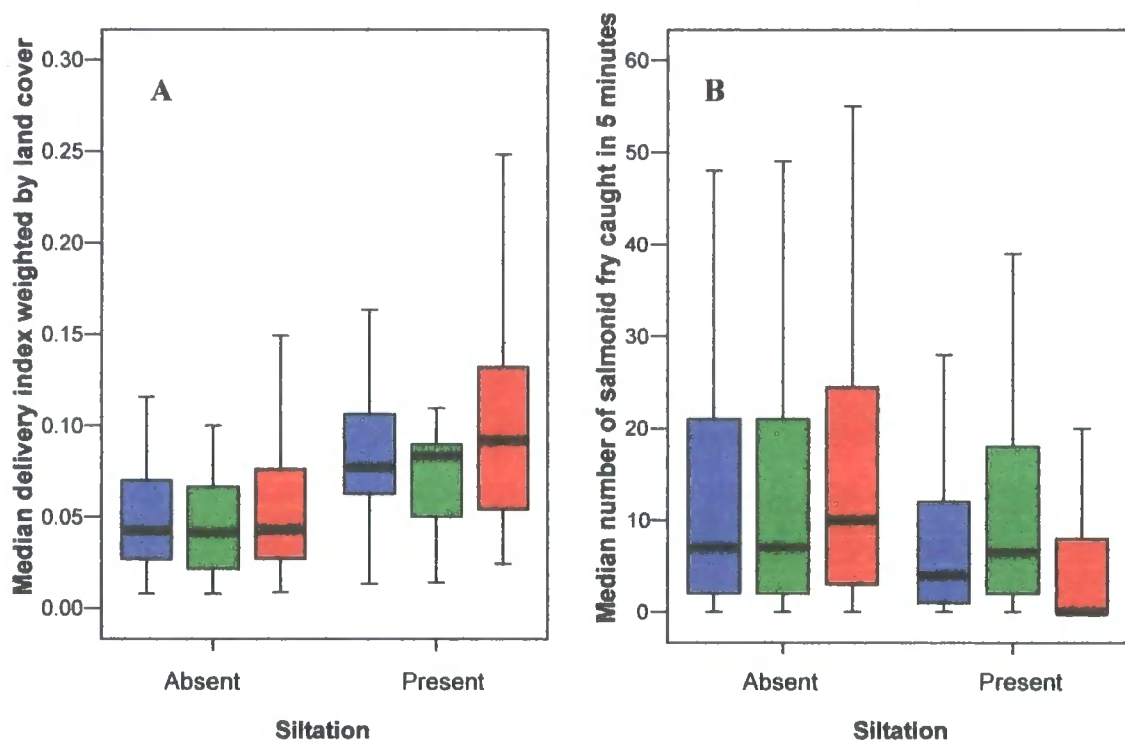 Median delivery index weighted by land cover
0.30
0.25
0.20
0.15
0.10
0.05
0.00
A
Absent
Present
Siltation
Median number of salmonid fry caught in 5 minutes
60
50
40
30
20
10
0
B
Absent
Present
Siltation